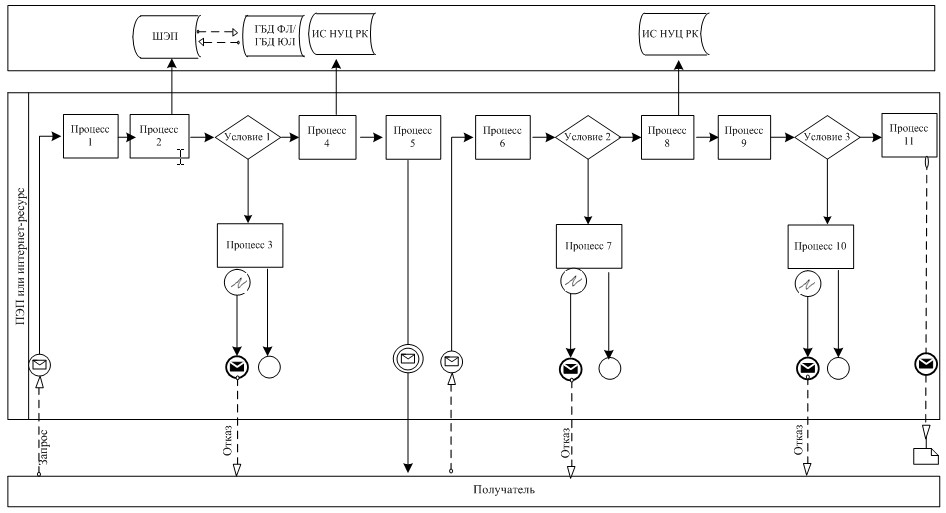 ШЭП
ГБД ФЛ/
ГБД ЮЛ
ИС НУЦ РК
ИС НУЦ РК
ПЭП или интернет-ресурс
Процесс
1
Процесс
2
Условие 1
Процесс
4
Процесс
5
Процесс
6
Условие 2
Процесс
8
Процесс
9
Условие 3
Процесс
11
Процесс 3
Процесс 7
Процесс 10
Запрос
Отказ
Отказ
Отказ
Получатель